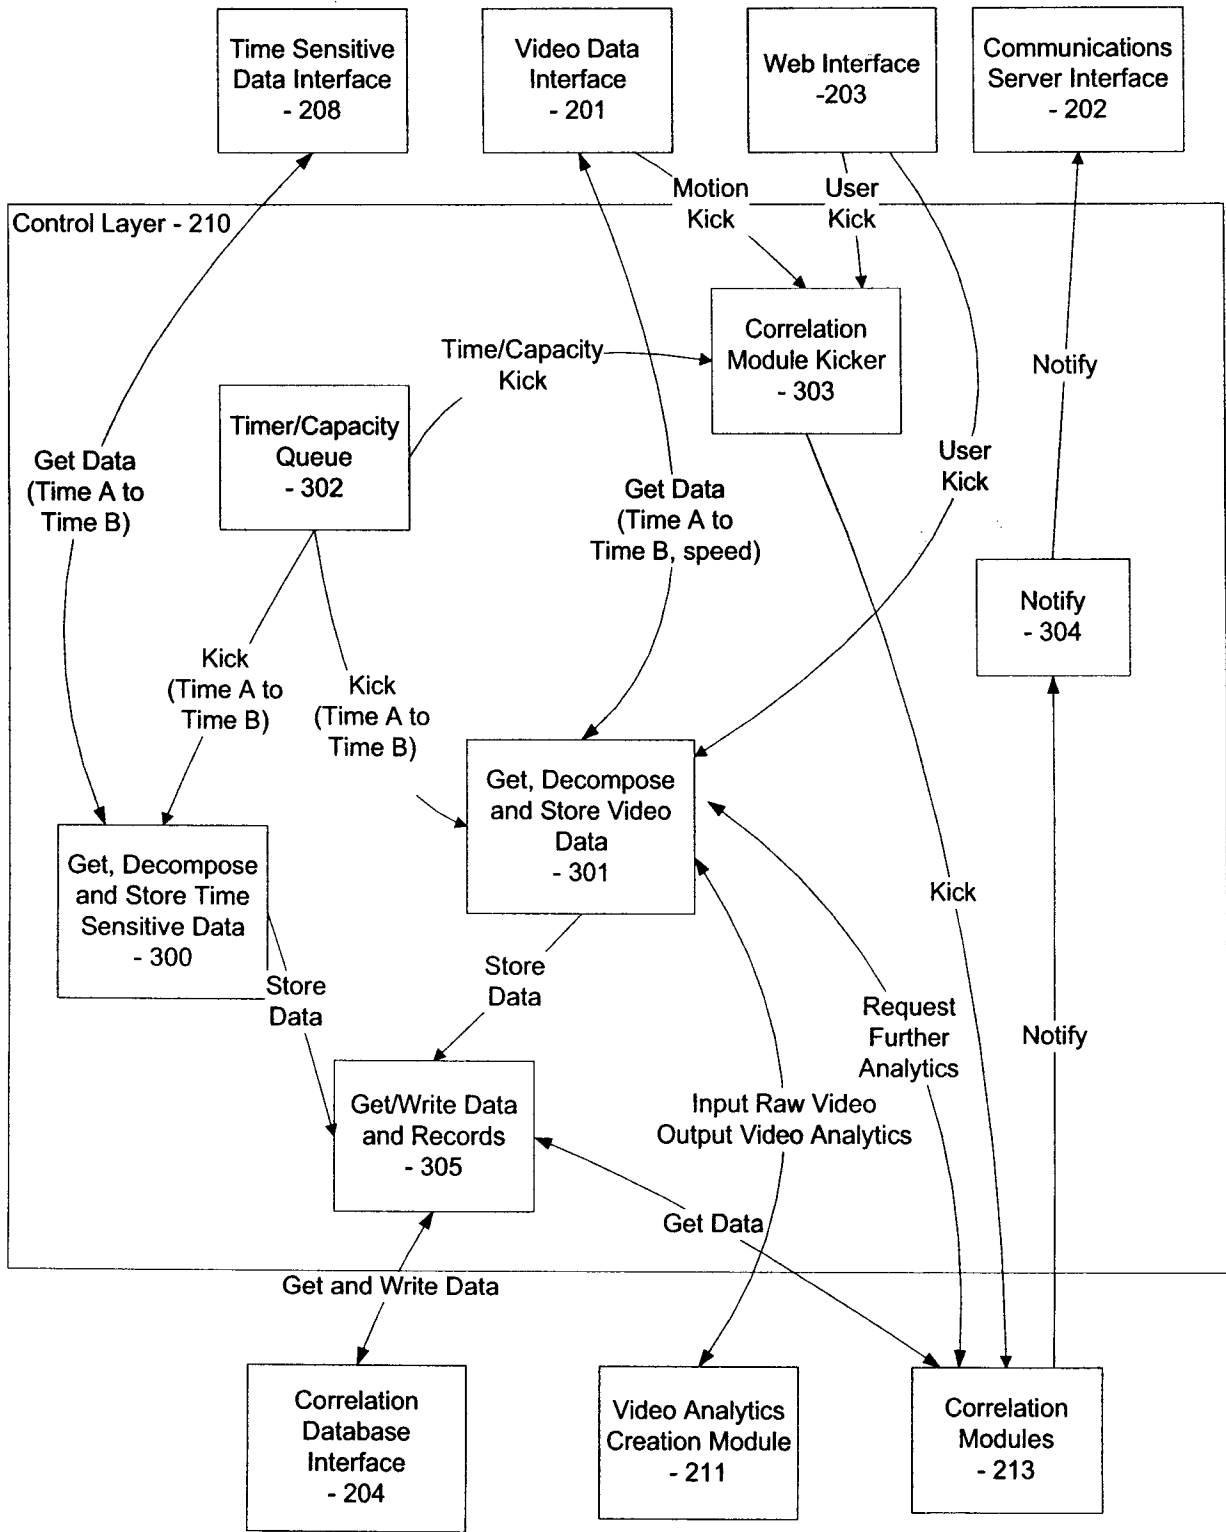 Time Sensitive
Data Interface
- 208
Video Data
Interface
- 201
Web Interface
-203
Communications
Server Interface
- 202
Motion
Kick
User
Kick
Control Layer - 210
Correlation
Module Kicker
- 303
Time/Capacity
Kick
Notify
Timer/Capacity
Queue
- 302
Get Data
(Time A to
Time B)
Get Data
(Time A to
Time B, speed)
User
Kick
Notify
- 304
Kick
(Time A to
Time B)
Kick
(Time A to
Time B)
Get, Decompose
and Store Video
Data
- 301
Get, Decompose
and Store Time
Sensitive Data
- 300
Kick
Store
Data
Store
Data
Request
Further
Analytics
Notify
Get/Write Data
and Records
- 305
Input Raw Video
Output Video Analytics
Get Data
Get and Write Data
Correlation
Database
Interface
- 204
Video Analytics
Creation Module
- 211
Correlation
Modules
- 213